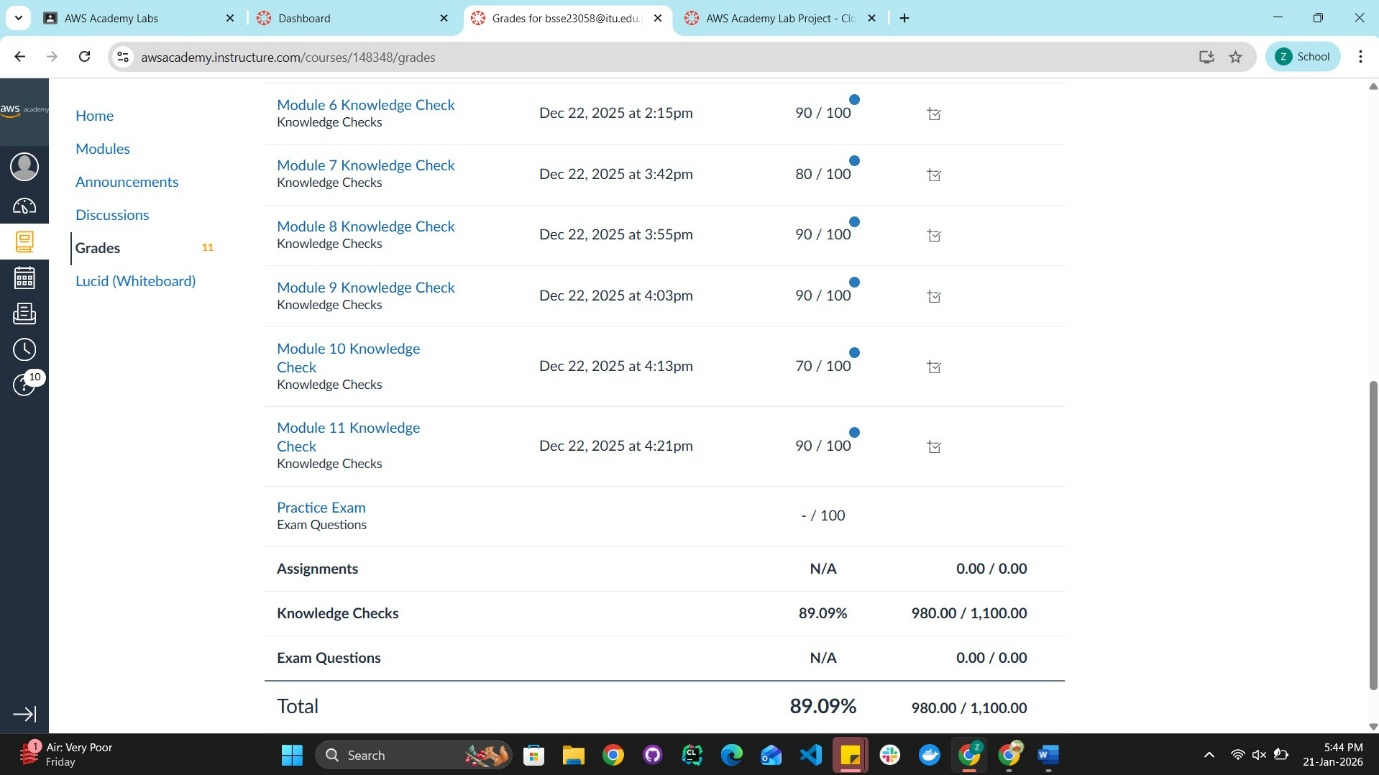 AWS Academy Labs
Dashboard
Grades for bsse23058@itu.edu.
AWS Academy Lab Project - Clo
awsacademy.instructure.com/courses/148348/grades
Z School
aws academy
Home
Modules
Announcements
Discussions
Grades 11
Lucid (Whiteboard)
10
Module 6 Knowledge Check Dec 22, 2025 at 2:15pm 90 / 100
Knowledge Checks
Module 7 Knowledge Check Dec 22, 2025 at 3:42pm 80 / 100
Knowledge Checks
Module 8 Knowledge Check Dec 22, 2025 at 3:55pm 90 / 100
Knowledge Checks
Module 9 Knowledge Check Dec 22, 2025 at 4:03pm 90 / 100
Knowledge Checks
Module 10 Knowledge
Check Dec 22, 2025 at 4:13pm 70 / 100
Knowledge Checks
Module 11 Knowledge
Check Dec 22, 2025 at 4:21pm 90 / 100
Knowledge Checks
Practice Exam - / 100
Exam Questions
Assignments N/A 0.00 / 0.00
Knowledge Checks 89.09% 980.00 / 1,100.00
Exam Questions N/A 0.00 / 0.00
Total 89.09% 980.00 / 1,100.00
1 Air: Very Poor
Friday
Search
CL
Z
5:44 PM
21-Jan-2026